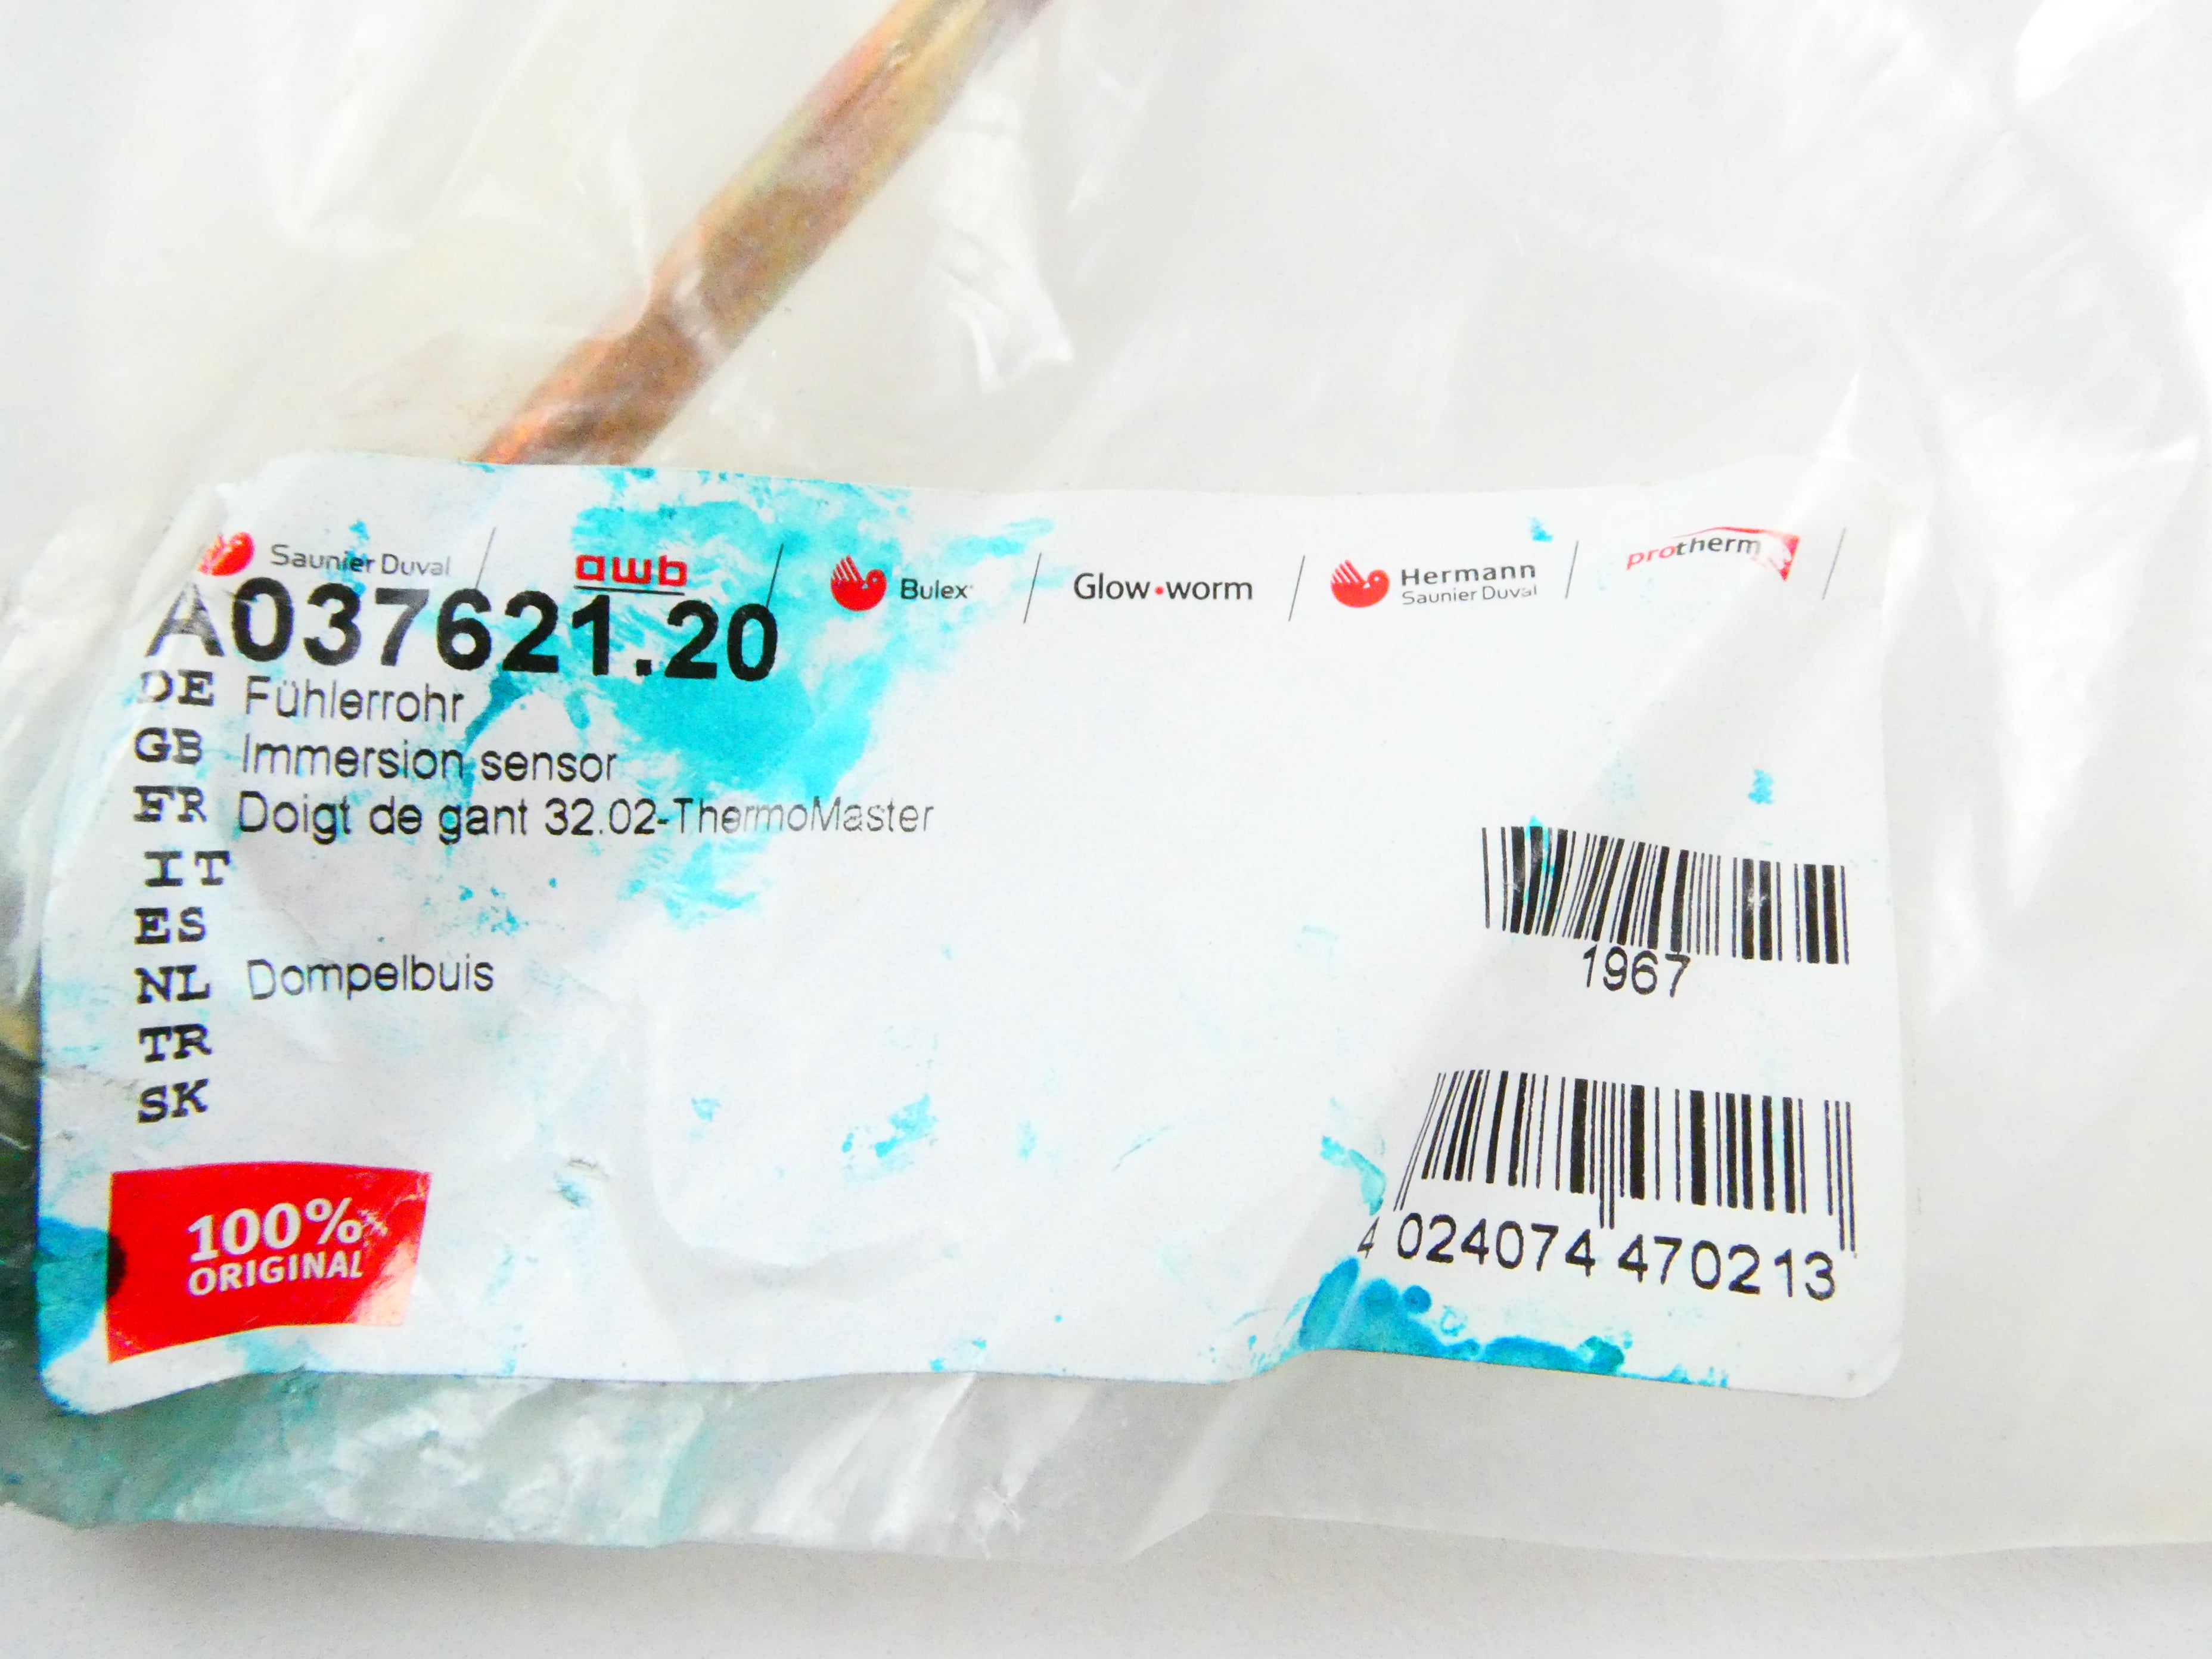 Saunier Duval awb Bulex Glow•worm Hermann Saunier Duval protherm
A037621.20
DE Fühlerrohr
GB Immersion sensor
FR Doigt de gant 32.02-ThermoMaster
IT
ES
NL Dompelbuis
TR
SK
1967
4 024074 470213
100%
ORIGINAL